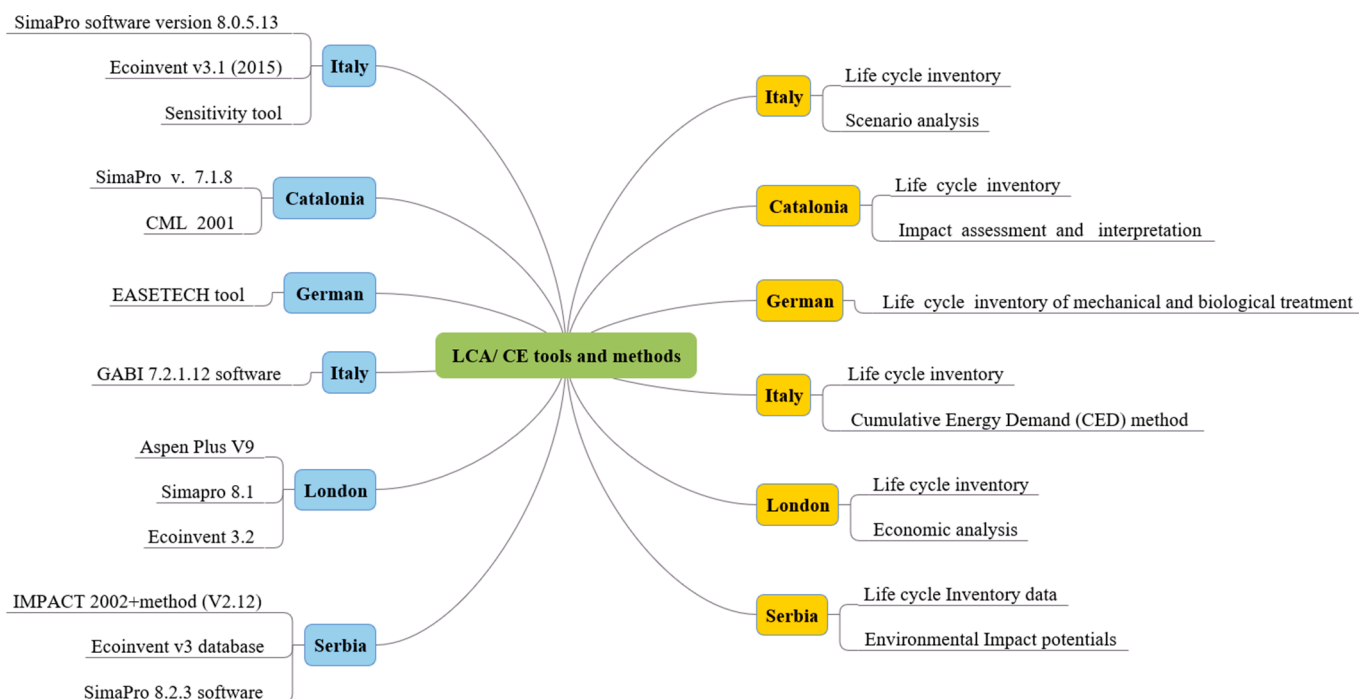 SimaPro software version 8.0.5.13
Ecoinvent v3.1 (2015)
Sensitivity tool
Italy
SimaPro v. 7.1.8
CML 2001
Catalonia
EASETECH tool
German
GABI 7.2.1.12 software
Italy
Aspen Plus V9
Simapro 8.1
Ecoinvent 3.2
London
IMPACT 2002+method (V2.12)
Ecoinvent v3 database
SimaPro 8.2.3 software
Serbia
LCA/ CE tools and methods
Italy
Life cycle inventory
Scenario analysis
Catalonia
Life cycle inventory
Impact assessment and interpretation
German
Life cycle inventory of mechanical and biological treatment
Italy
Life cycle inventory
Cumulative Energy Demand (CED) method
London
Life cycle inventory
Economic analysis
Serbia
Life cycle Inventory data
Environmental Impact potentials